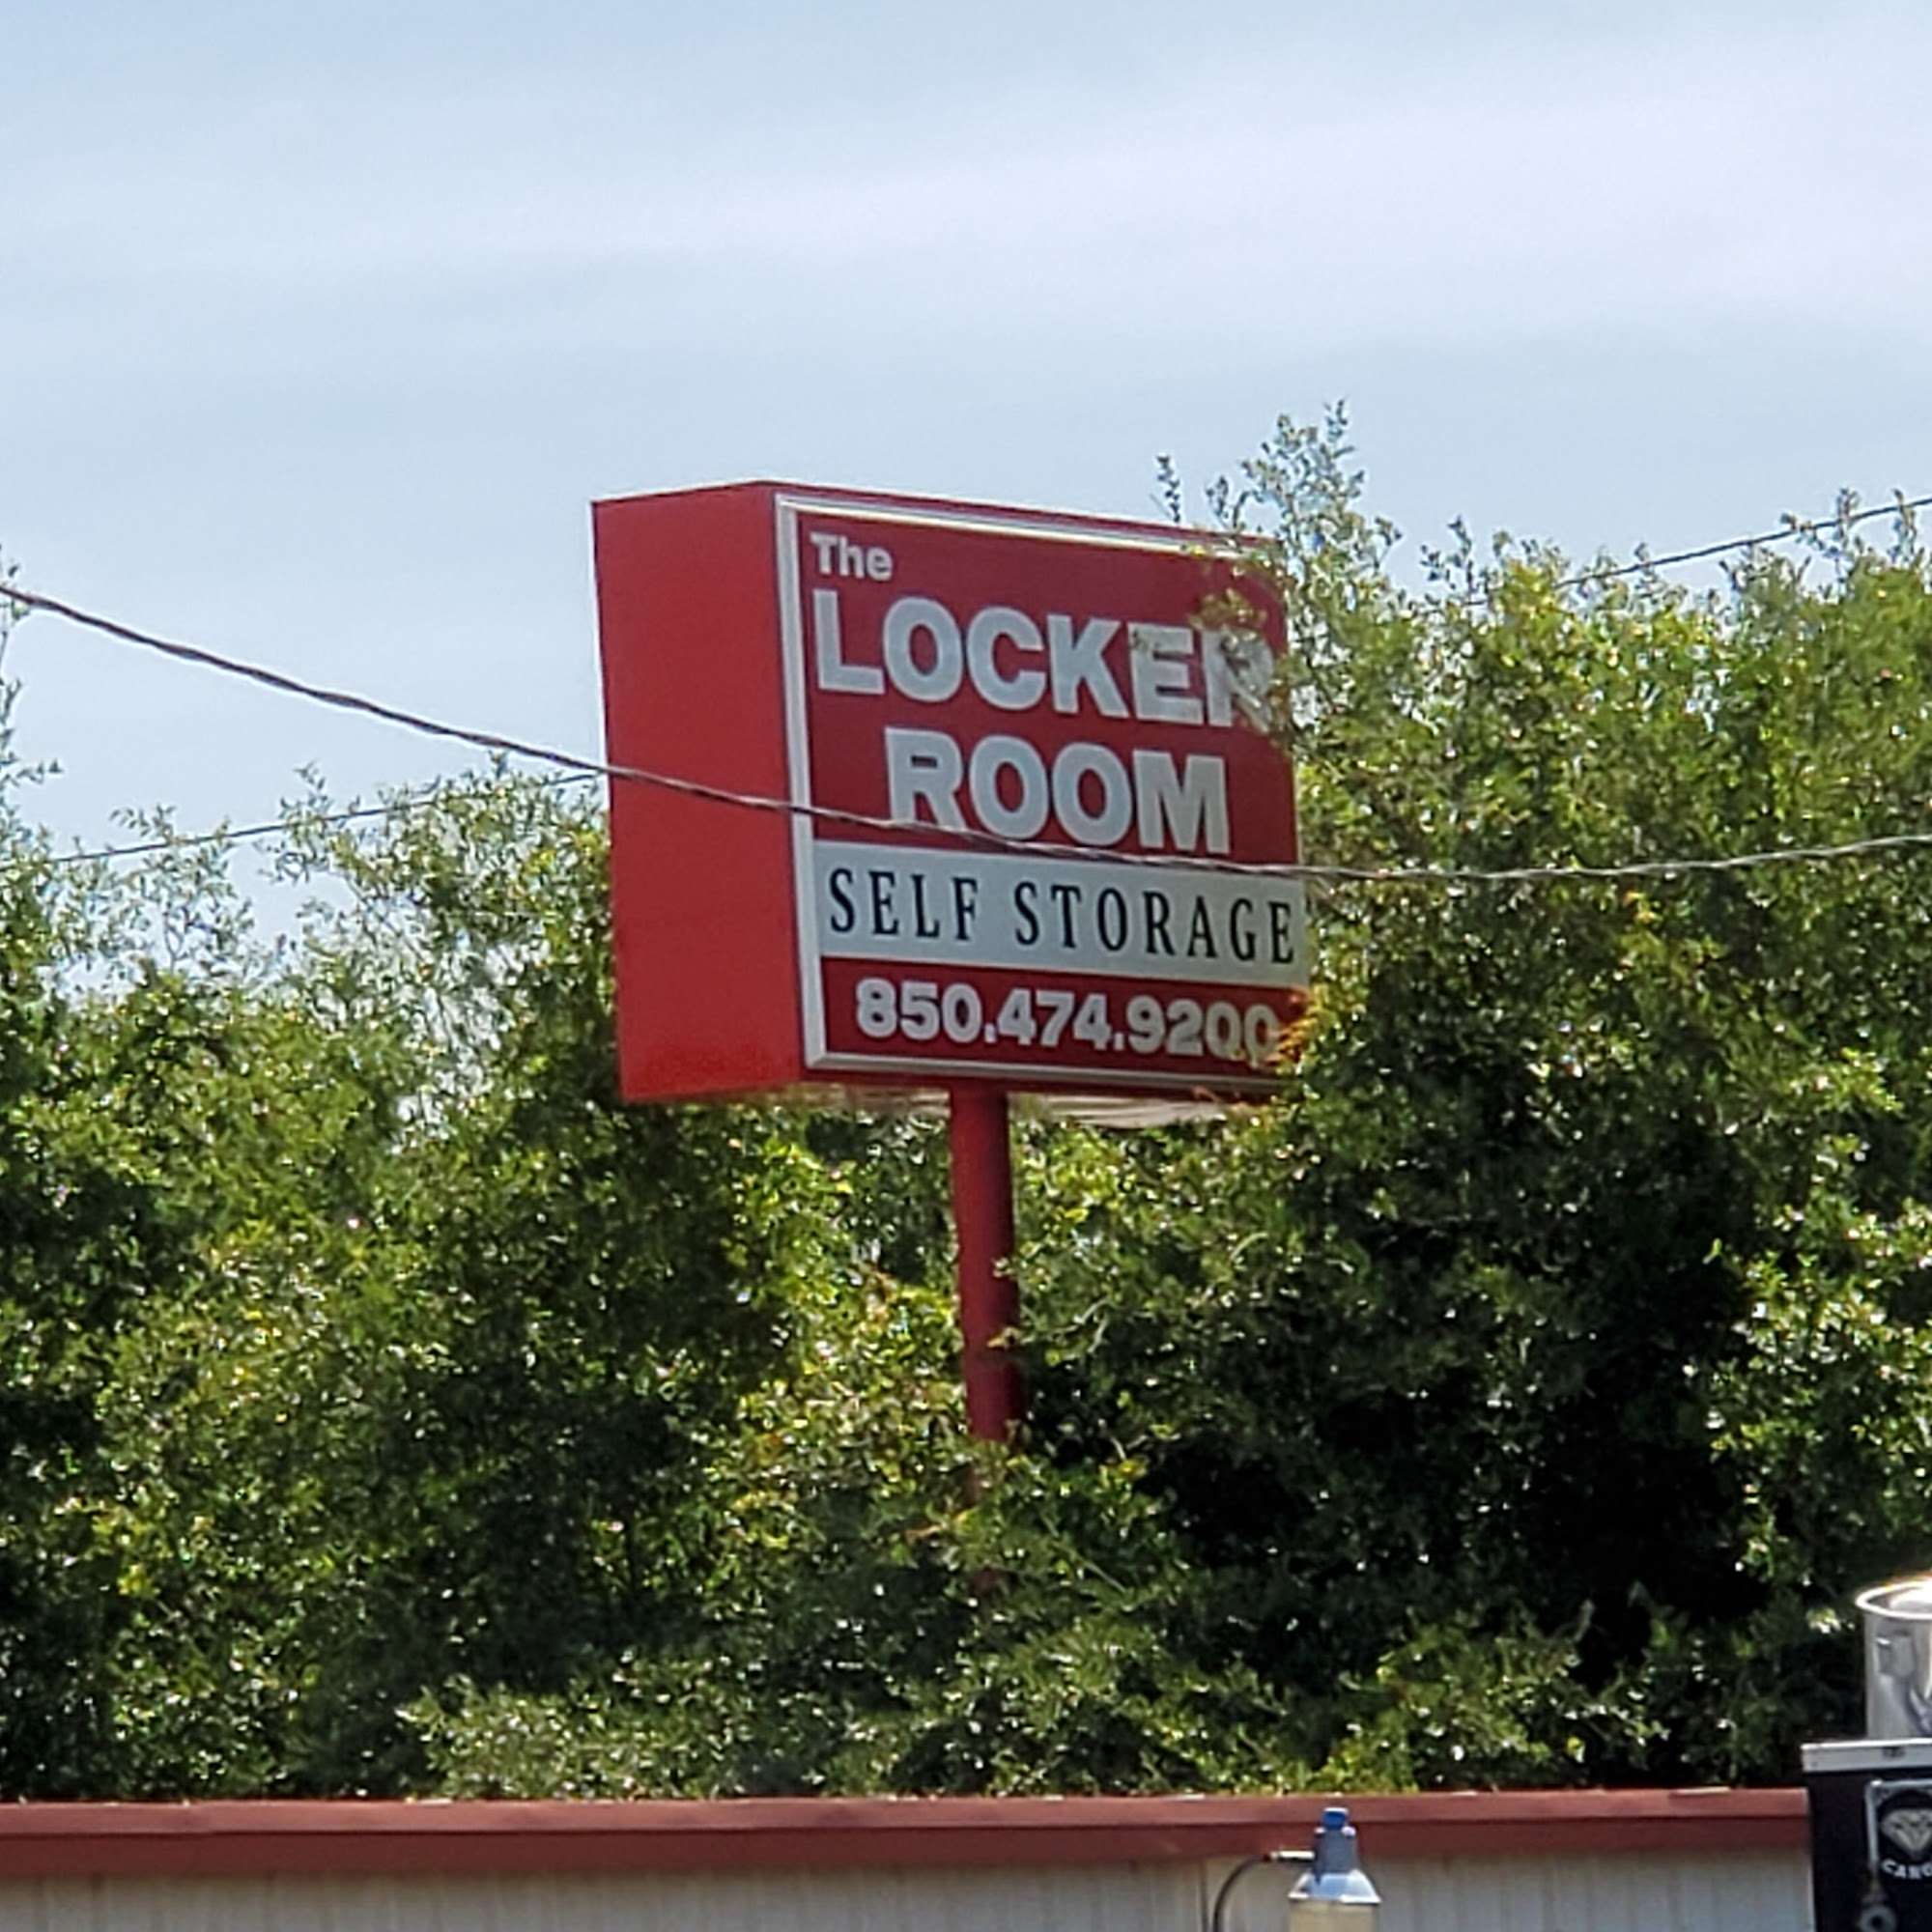 The
LOCKER
ROOM
SELF STORAGE
850.474.9200